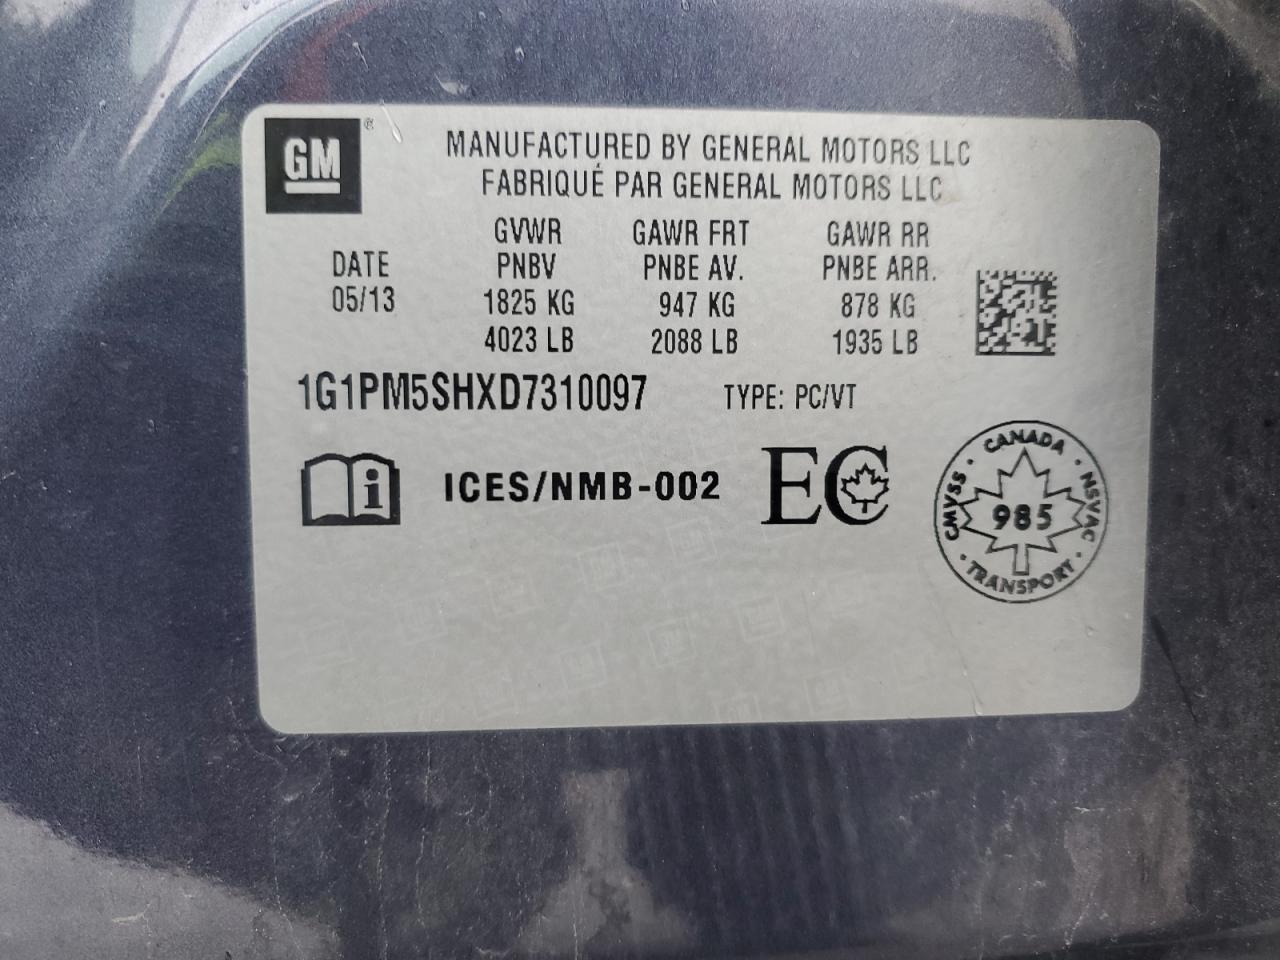 GM®
MANUFACTURED BY GENERAL MOTORS LLC
FABRIQUÉ PAR GENERAL MOTORS LLC
GVWR GAWR FRT GAWR RR
DATE PNBV PNBE AV. PNBE ARR.
05/13 1825 KG 947 KG 878 KG
4023 LB 2088 LB 1935 LB
1G1PM5SHXD7310097 TYPE: PC/VT
i ICES/NMB-002 EC
CANADA · NSVAC · TRANSPORT · CMVSS ·
985